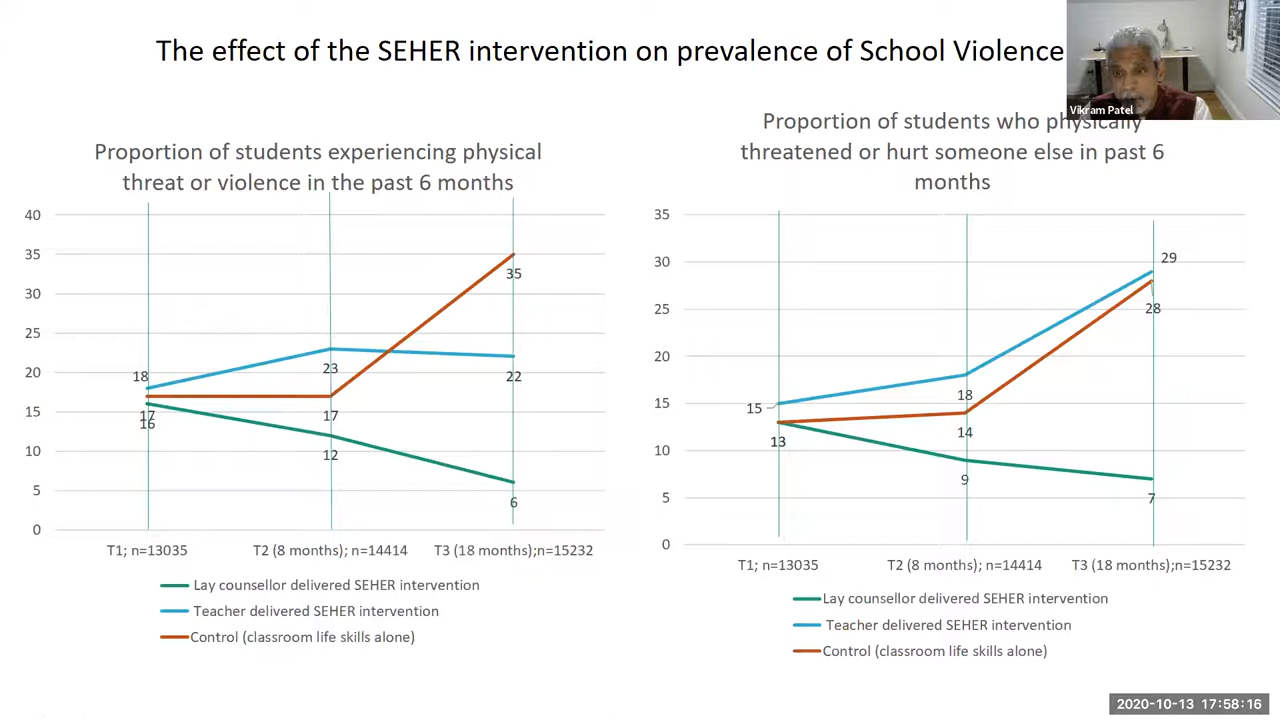 The effect of the SEHER intervention on prevalence of School Violence
Vikram Patel
Proportion of students experiencing physical
threat or violence in the past 6 months
40
35
30
25
20
15
10
5
0
18
17
16
23
17
12
35
22
6
T1; n=13035
T2 (8 months); n=14414
T3 (18 months);n=15232
Lay counsellor delivered SEHER intervention
Teacher delivered SEHER intervention
Control (classroom life skills alone)
Proportion of students who physically
threatened or hurt someone else in past 6
months
35
30
25
20
15
10
5
0
15
13
18
14
9
29
28
7
T1; n=13035
T2 (8 months); n=14414
T3 (18 months);n=15232
Lay counsellor delivered SEHER intervention
Teacher delivered SEHER intervention
Control (classroom life skills alone)
2020-10-13 17:58:16